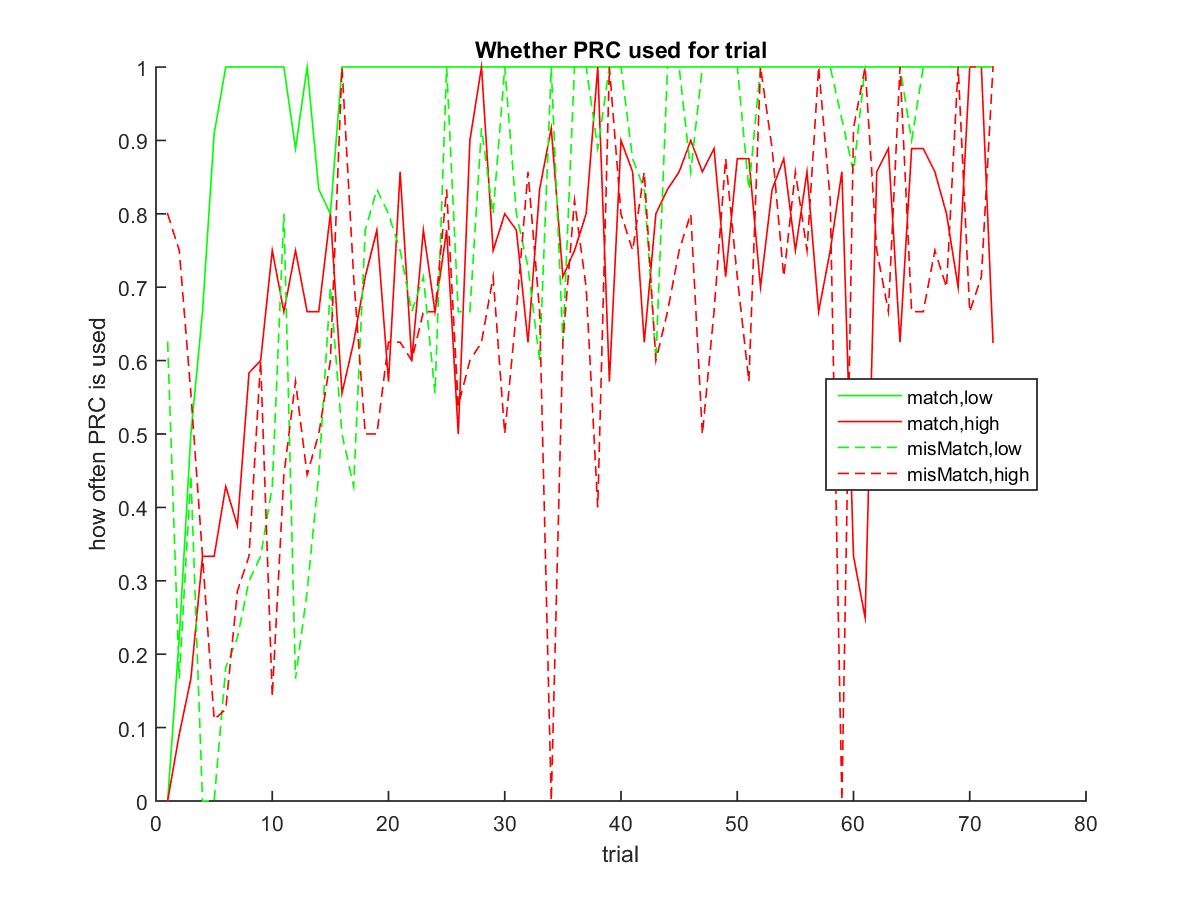 Whether PRC used for trial
how often PRC is used
1
0.9
0.8
0.7
0.6
0.5
0.4
0.3
0.2
0.1
0
match,low
match,high
misMatch,low
misMatch,high
0 10 20 30 40 50 60 70 80
trial